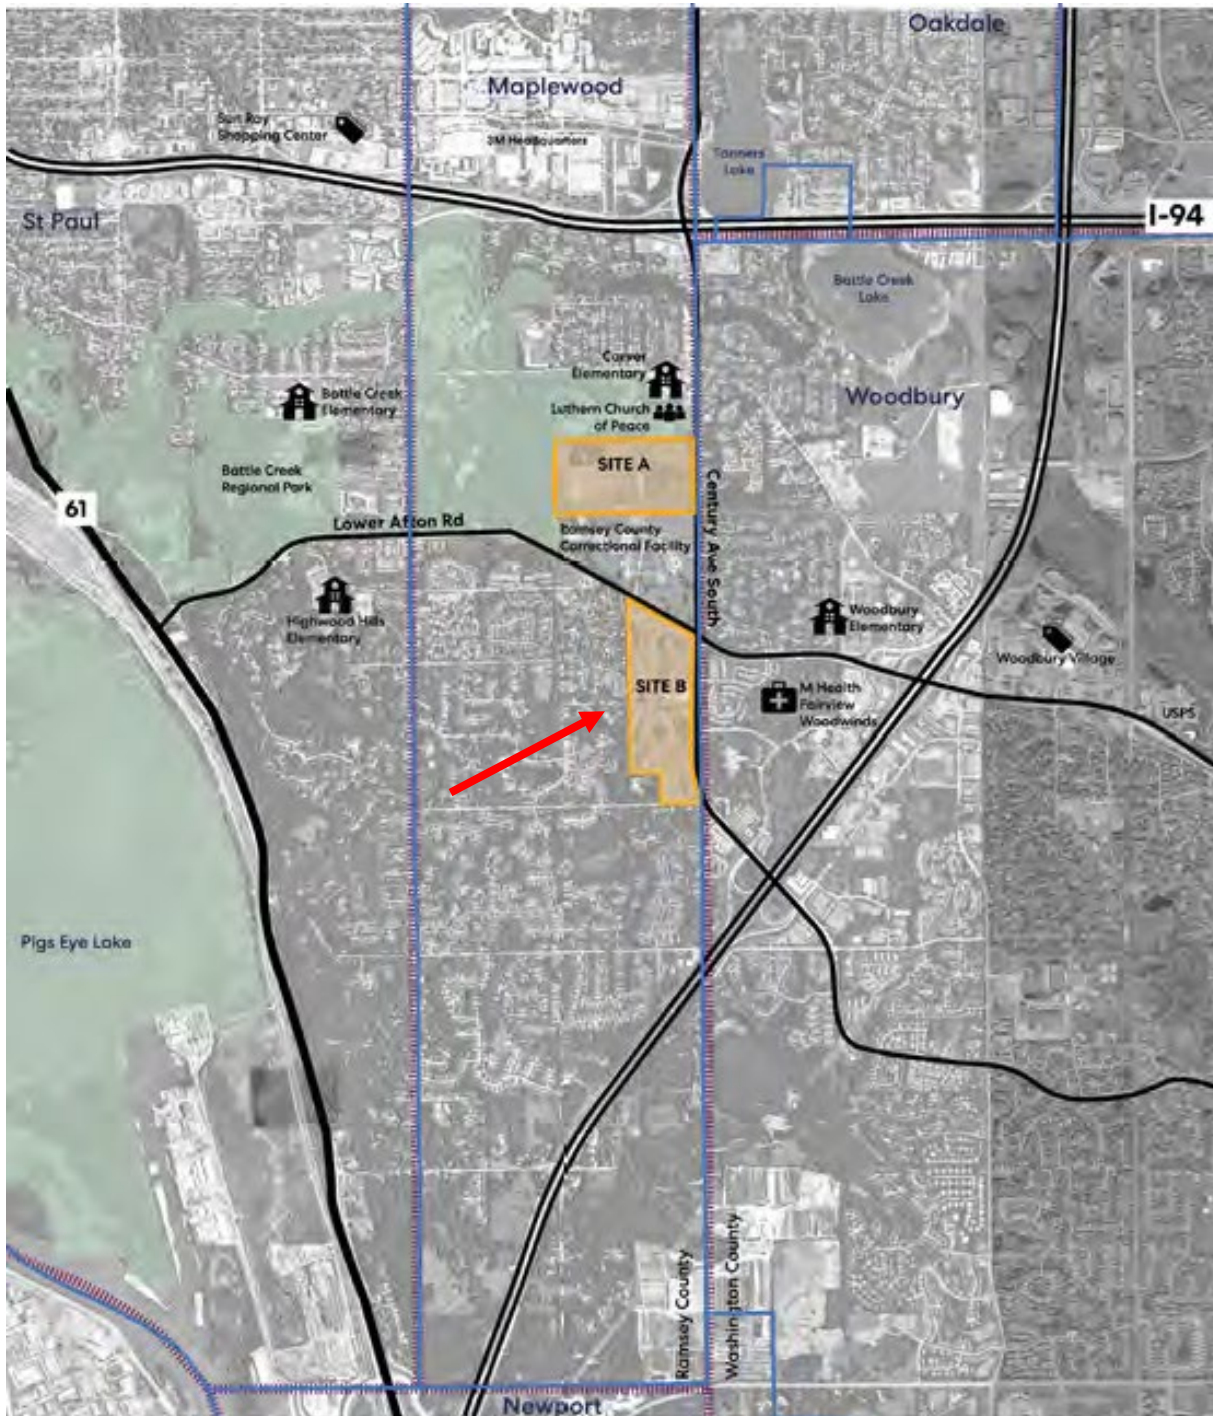 Oakdale
Maplewood
Sun Ray
Shopping Center
3M Headquarters
Tanners
Lake
St Paul
I-94
Battle Creek
Lake
Carver
Elementary
Battle Creek
Elementary
Woodbury
Luthern Church
of Peace
SITE A
Battle Creek
Regional Park
61
Lower Afton Rd
Ramsey County
Correctional Facility
Century Ave South
Highwood Hills
Elementary
Woodbury
Elementary
Woodbury Village
SITE B
M Health
Fairview
Woodwinds
USPS
Pigs Eye Lake
Ramsey County
Washington County
Newport